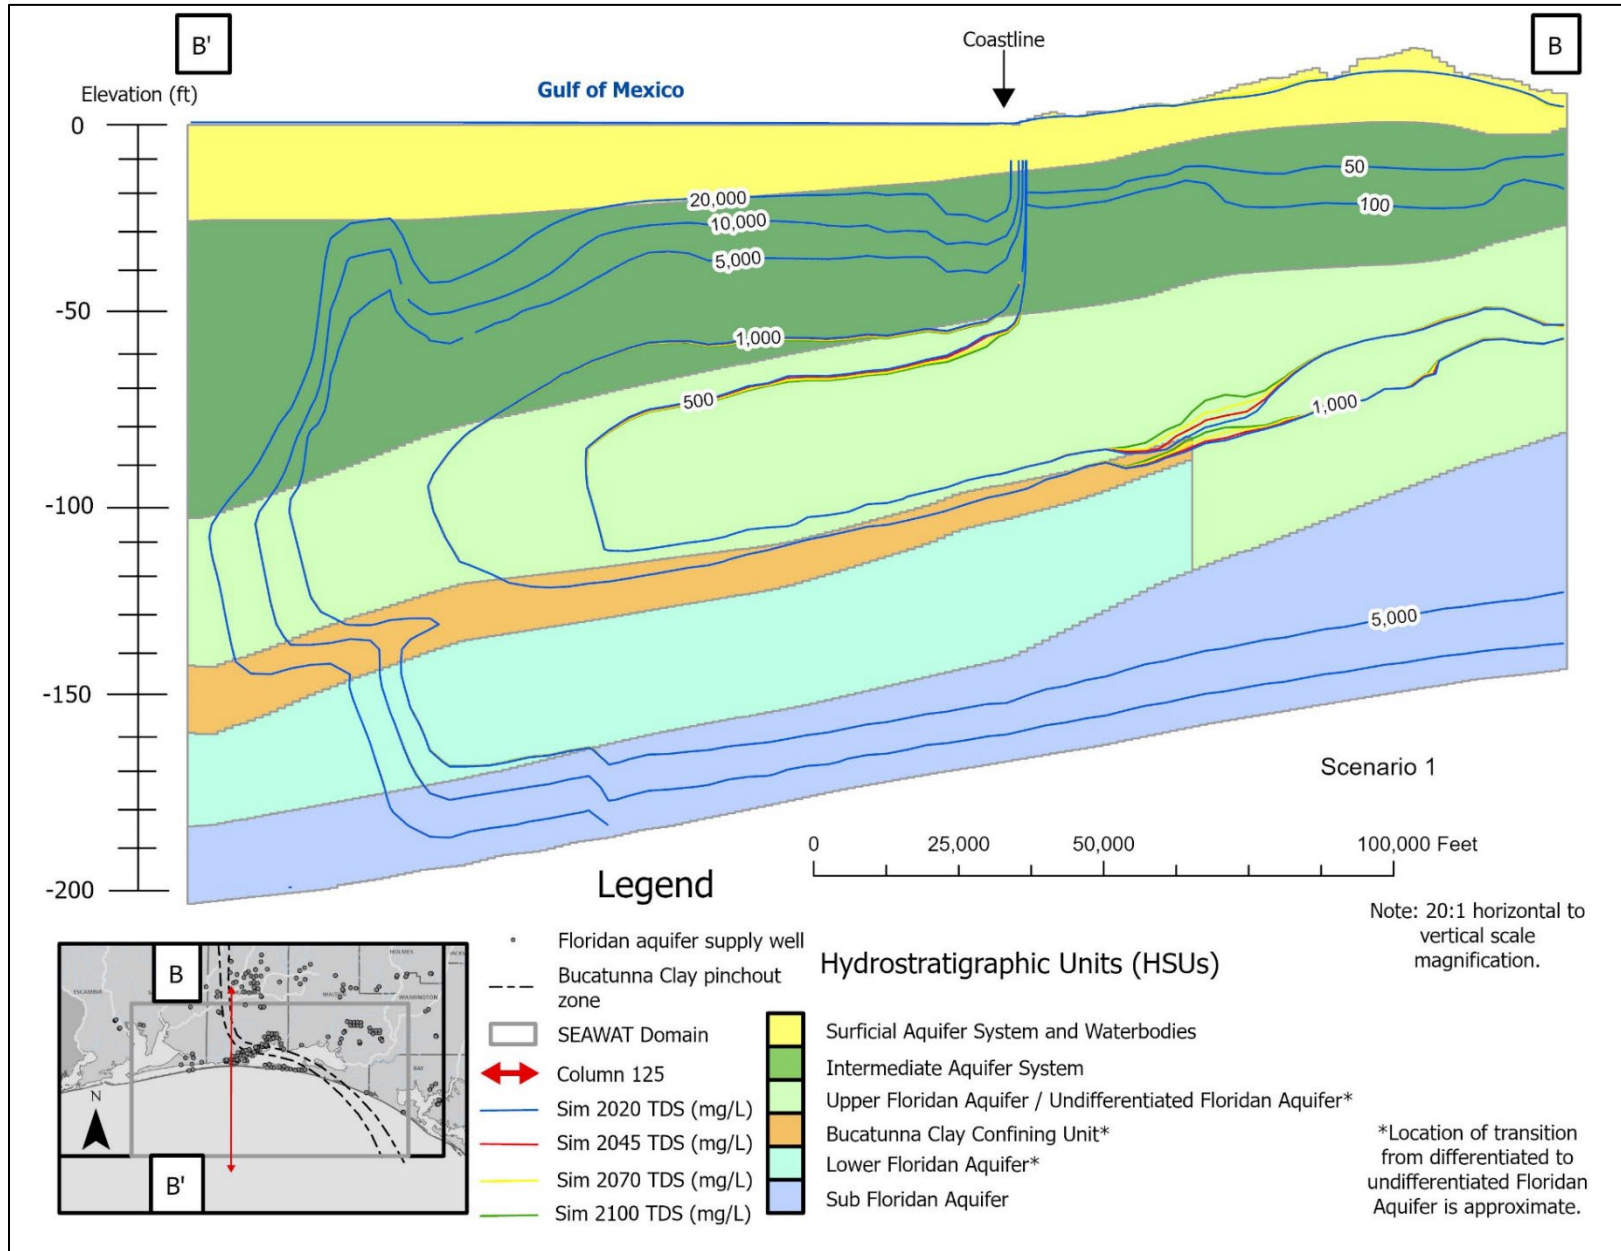 B'
Coastline
B
Elevation (ft)
Gulf of Mexico
0
-50
-100
-150
-200
50
100
20,000
10,000
5,000
1,000
500
1,000
5,000
Scenario 1
0 25,000 50,000 100,000 Feet
Note: 20:1 horizontal to
vertical scale
magnification.
Legend
Floridan aquifer supply well
Bucatunna Clay pinchout
zone
SEAWAT Domain
Column 125
Sim 2020 TDS (mg/L)
Sim 2045 TDS (mg/L)
Sim 2070 TDS (mg/L)
Sim 2100 TDS (mg/L)
Hydrostratigraphic Units (HSUs)
Surficial Aquifer System and Waterbodies
Intermediate Aquifer System
Upper Floridan Aquifer / Undifferentiated Floridan Aquifer*
Bucatunna Clay Confining Unit*
Lower Floridan Aquifer*
Sub Floridan Aquifer
*Location of transition
from differentiated to
undifferentiated Floridan
Aquifer is approximate.
B
HOLMES
ESCAMBIA
WASHINGTON
BAY
N
B'